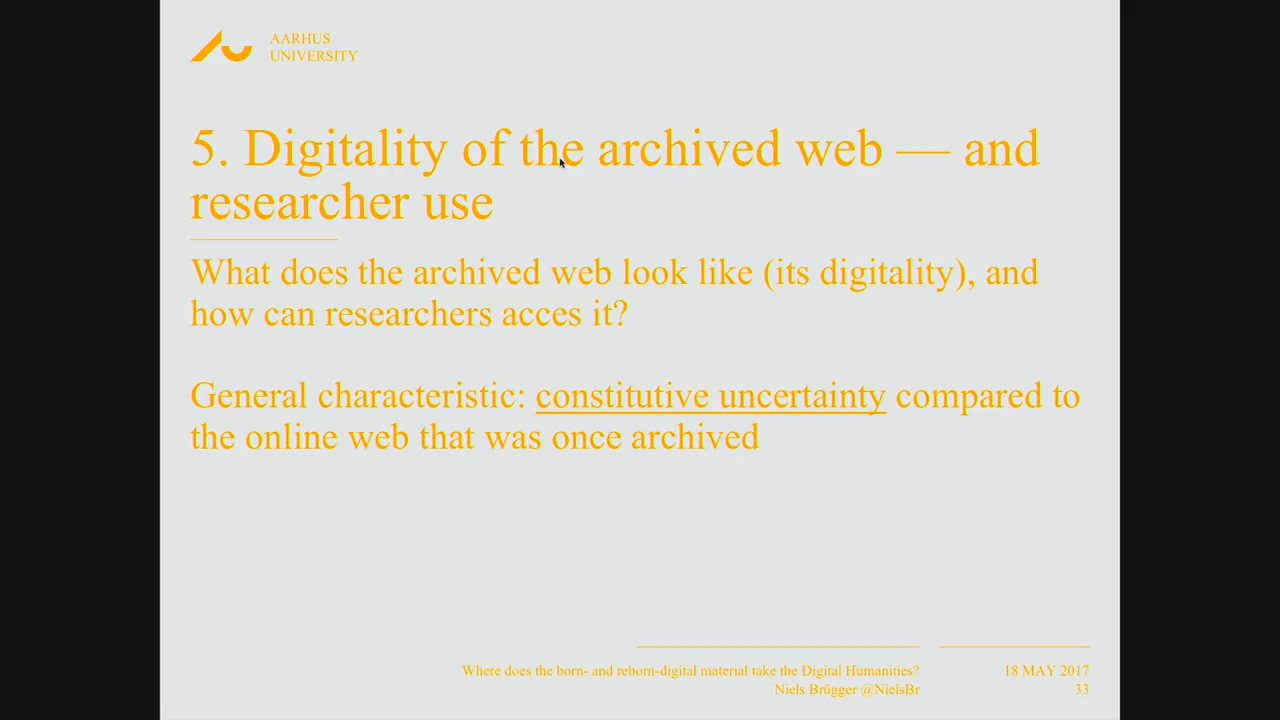 AARHUS
UNIVERSITY
5. Digitality of the archived web — and
researcher use
What does the archived web look like (its digitality), and
how can researchers acces it?
General characteristic: constitutive uncertainty compared to
the online web that was once archived
Where does the born- and reborn-digital material take the Digital Humanities?
Niels Brügger @NielsBr
18 MAY 2017
33